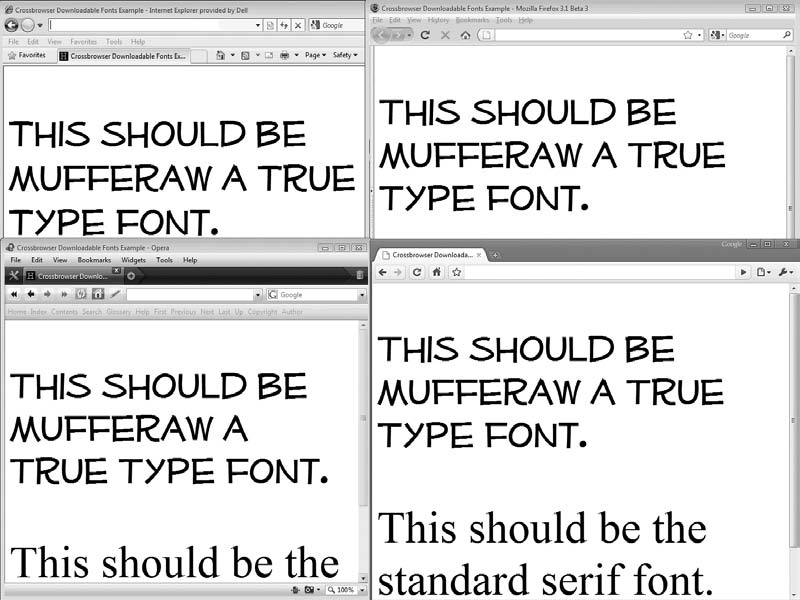 Crossbrowser Downloadable Fonts Example - Internet Explorer provided by Dell
Google
File Edit View Favorites Tools Help
Favorites Crossbrowser Downloadable Fonts Ex... Page Safety
THIS SHOULD BE
MUFFERAW A TRUE
TYPE FONT.
Crossbrowser Downloadable Fonts Example - Mozilla Firefox 3.1 Beta 3
File Edit View History Bookmarks Tools Help
Google
THIS SHOULD BE
MUFFERAW A TRUE
TYPE FONT.
Crossbrowser Downloadable Fonts Example - Opera
File Edit View Bookmarks Widgets Tools Help
Crossbrowser Downlo...
Google
Home Index Contents Search Glossary Help First Previous Next Last Up Copyright Author
THIS SHOULD BE
MUFFERAW A
TRUE TYPE FONT.
This should be the
100%
Google
Crossbrowser Downloada...
THIS SHOULD BE
MUFFERAW A TRUE
TYPE FONT.
This should be the
standard serif font.